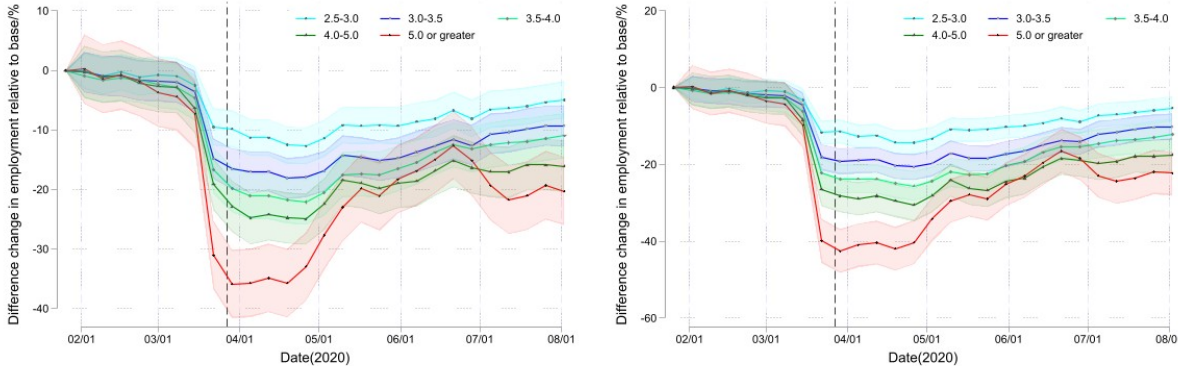 Difference change in employment relative to base/%
10
0
-10
-20
-30
-40
2.5-3.0 3.0-3.5 3.5-4.0
4.0-5.0 5.0 or greater
02/01 03/01 04/01 05/01 06/01 07/01 08/01
Date(2020)
Difference change in employment relative to base/%
20
0
-20
-40
-60
2.5-3.0 3.0-3.5 3.5-4.0
4.0-5.0 5.0 or greater
02/01 03/01 04/01 05/01 06/01 07/01 08/01
Date(2020)